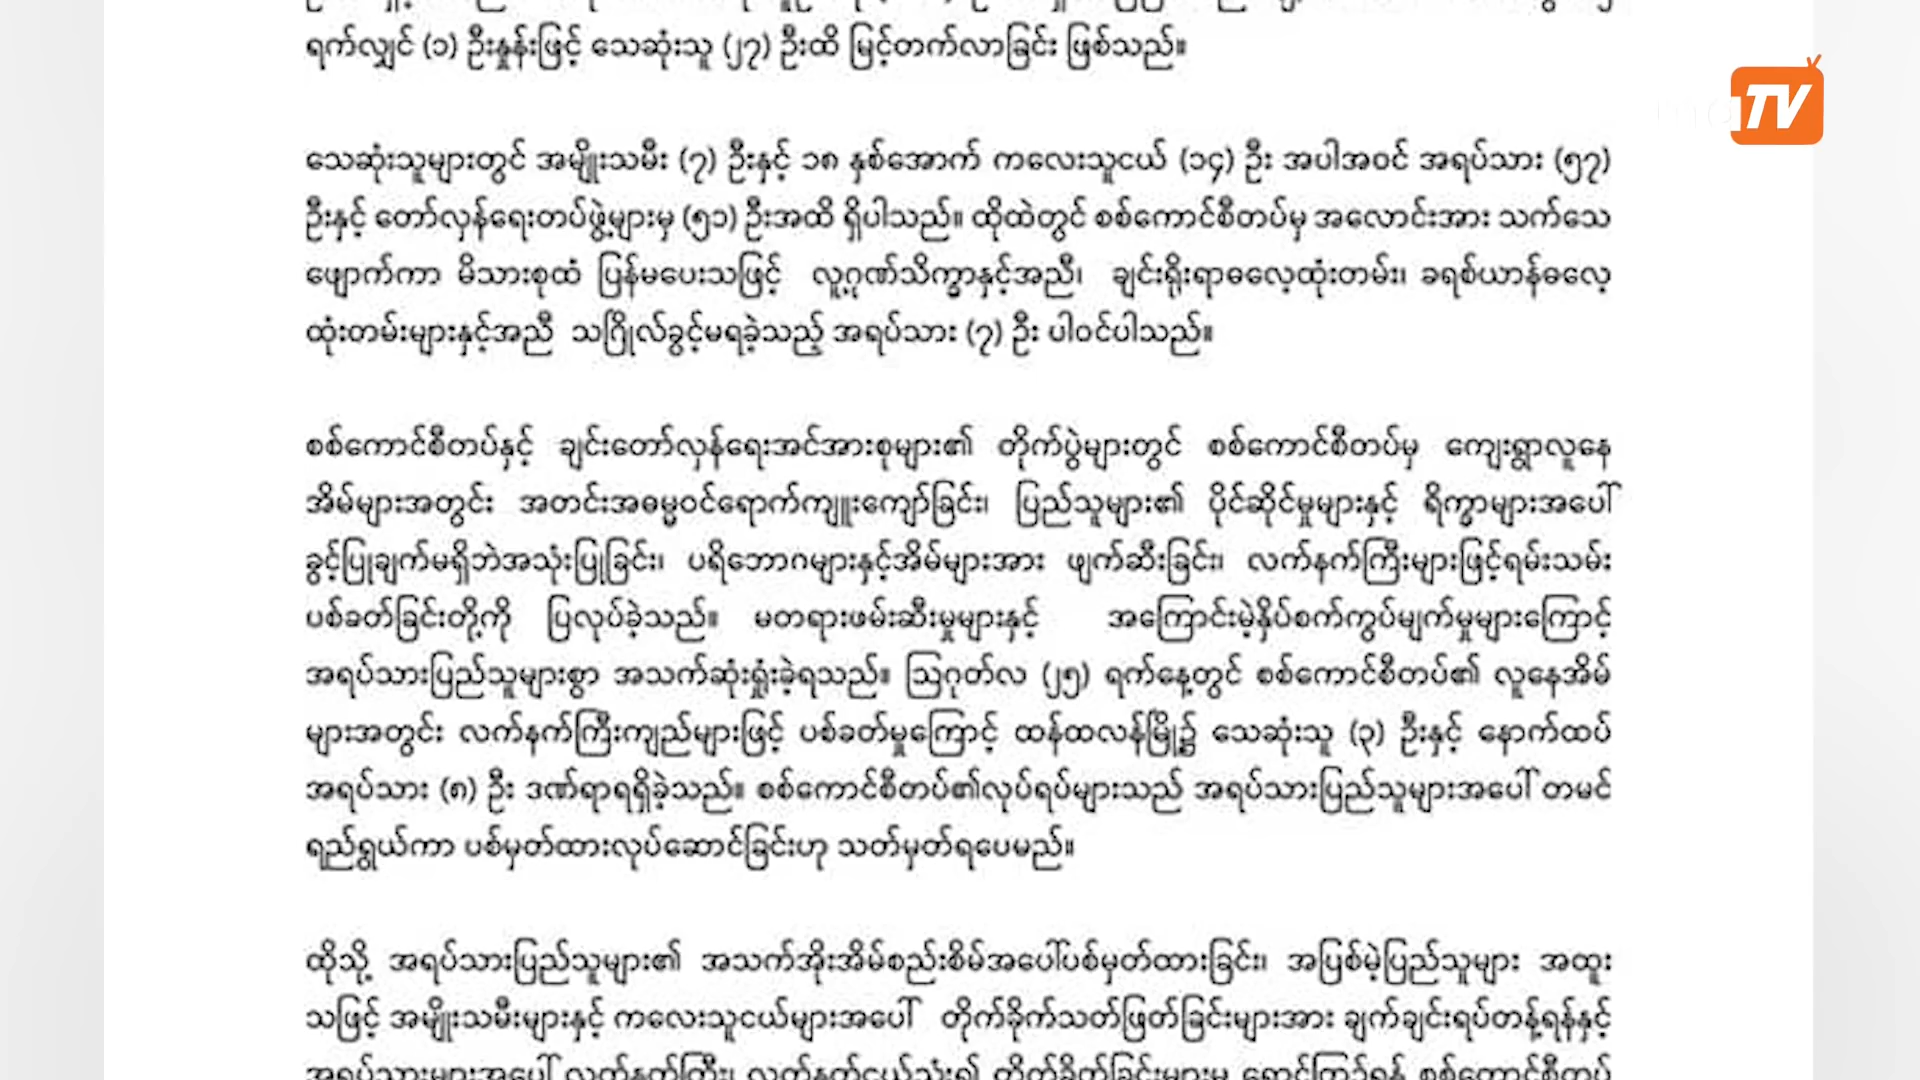 ရက်လျှင် (၁) ဦးနှုန်းဖြင့် သေဆုံးသူ (၂၇) ဦးထိ မြင့်တက်လာခြင်း ဖြစ်သည်။
TV
သေဆုံးသူများတွင် အမျိုးသမီး (၇) ဦးနှင့် ၁၈ နှစ်အောက် ကလေးသူငယ် (၁၄) ဦး အပါအဝင် အရပ်သား (၅၇)
ဦးနှင့် တော်လှန်ရေးတပ်ဖွဲ့များမှ (၅၁) ဦးအထိ ရှိပါသည်။ ထိုထဲတွင် စစ်ကောင်စီတပ်မှ အလောင်းအား သက်သေ
ဖျောက်ကာ မိသားစုထံ ပြန်မပေးသဖြင့် လူ့ဂုဏ်သိက္ခာနှင့်အညီ၊ ချင်းရိုးရာဓလေ့ထုံးတမ်း၊ ခရစ်ယာန်ဓလေ့
ထုံးတမ်းများနှင့်အညီ သင်္ဂြိုလ်ခွင့်မရခဲ့သည့် အရပ်သား (၇) ဦး ပါဝင်ပါသည်။
စစ်ကောင်စီတပ်နှင့် ချင်းတော်လှန်ရေးအင်အားစုများ၏ တိုက်ပွဲများတွင် စစ်ကောင်စီတပ်မှ ကျေးရွာလူနေ
အိမ်များအတွင်း အတင်းအဓမ္မဝင်ရောက်ကျူးကျော်ခြင်း၊ ပြည်သူများ၏ ပိုင်ဆိုင်မှုများနှင့် ရိက္ခာများအပေါ်
ခွင့်ပြုချက်မရှိဘဲအသုံးပြုခြင်း၊ ပရိဘောဂများနှင့်အိမ်များအား ဖျက်ဆီးခြင်း၊ လက်နက်ကြီးများဖြင့်ရမ်းသမ်း
ပစ်ခတ်ခြင်းတို့ကို ပြုလုပ်ခဲ့သည်။ မတရားဖမ်းဆီးမှုများနှင့် အကြောင်းမဲ့နှိပ်စက်ကွပ်မျက်မှုများကြောင့်
အရပ်သားပြည်သူများစွာ အသက်ဆုံးရှုံးခဲ့ရသည်။ ဩဂုတ်လ (၂၅) ရက်နေ့တွင် စစ်ကောင်စီတပ်၏ လူနေအိမ်
များအတွင်း လက်နက်ကြီးကျည်များဖြင့် ပစ်ခတ်မှုကြောင့် ထန်ထလန်မြို့၌ သေဆုံးသူ (၃) ဦးနှင့် နောက်ထပ်
အရပ်သား (၈) ဦး ဒဏ်ရာရရှိခဲ့သည်။ စစ်ကောင်စီတပ်၏လုပ်ရပ်များသည် အရပ်သားပြည်သူများအပေါ် တမင်
ရည်ရွယ်ကာ ပစ်မှတ်ထားလုပ်ဆောင်ခြင်းဟု သတ်မှတ်ရပေမည်။
ထိုသို့ အရပ်သားပြည်သူများ၏ အသက်အိုးအိမ်စည်းစိမ်အပေါ်ပစ်မှတ်ထားခြင်း၊ အပြစ်မဲ့ပြည်သူများ အထူး
သဖြင့် အမျိုးသမီးများနှင့် ကလေးသူငယ်များအပေါ် တိုက်ခိုက်သတ်ဖြတ်ခြင်းများအား ချက်ချင်းရပ်တန့်ရန်နှင့်